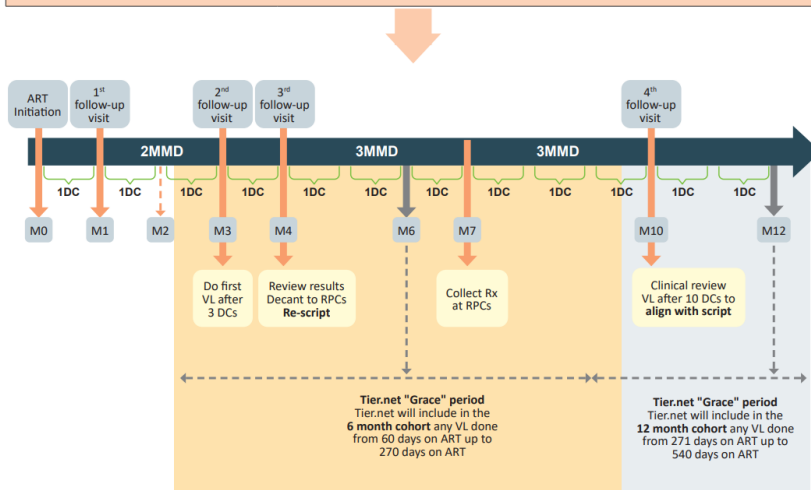 ART
Initiation
1st
follow-up
visit
2nd
follow-up
visit
3rd
follow-up
visit
4th
follow-up
visit
2MMD
3MMD
3MMD
1DC
1DC
1DC
1DC
1DC
1DC
1DC
1DC
1DC
1DC
1DC
1DC
M0
M1
M2
M3
M4
M6
M7
M10
M12
Do first
VL after
3 DCs
Review results
Decant to RPCs
Re-script
Collect Rx
at RPCs
Clinical review
VL after 10 DCs to
align with script
Tier.net "Grace" period
Tier.net will include in the
6 month cohort any VL done
from 60 days on ART up to
270 days on ART
Tier.net "Grace" period
Tier.net will include in the
12 month cohort any VL done
from 271 days on ART up to
540 days on ART